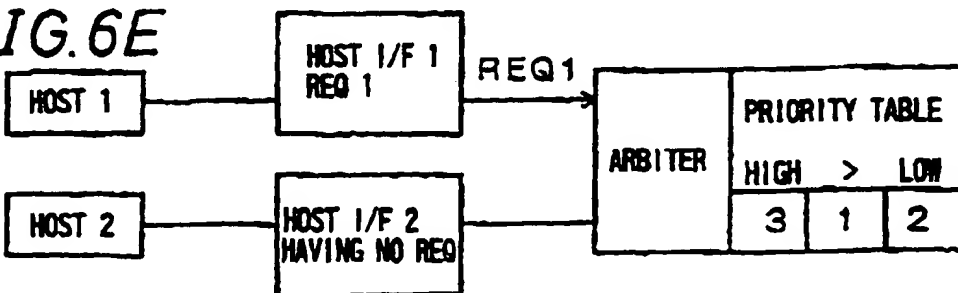 IG. 6E
HOST 1
HOST I/F 1
REQ 1
REQ1
HOST 2
HOST I/F 2
HAVING NO REQ
ARBITER
PRIORITY TABLE
HIGH > LOW
3 1 2